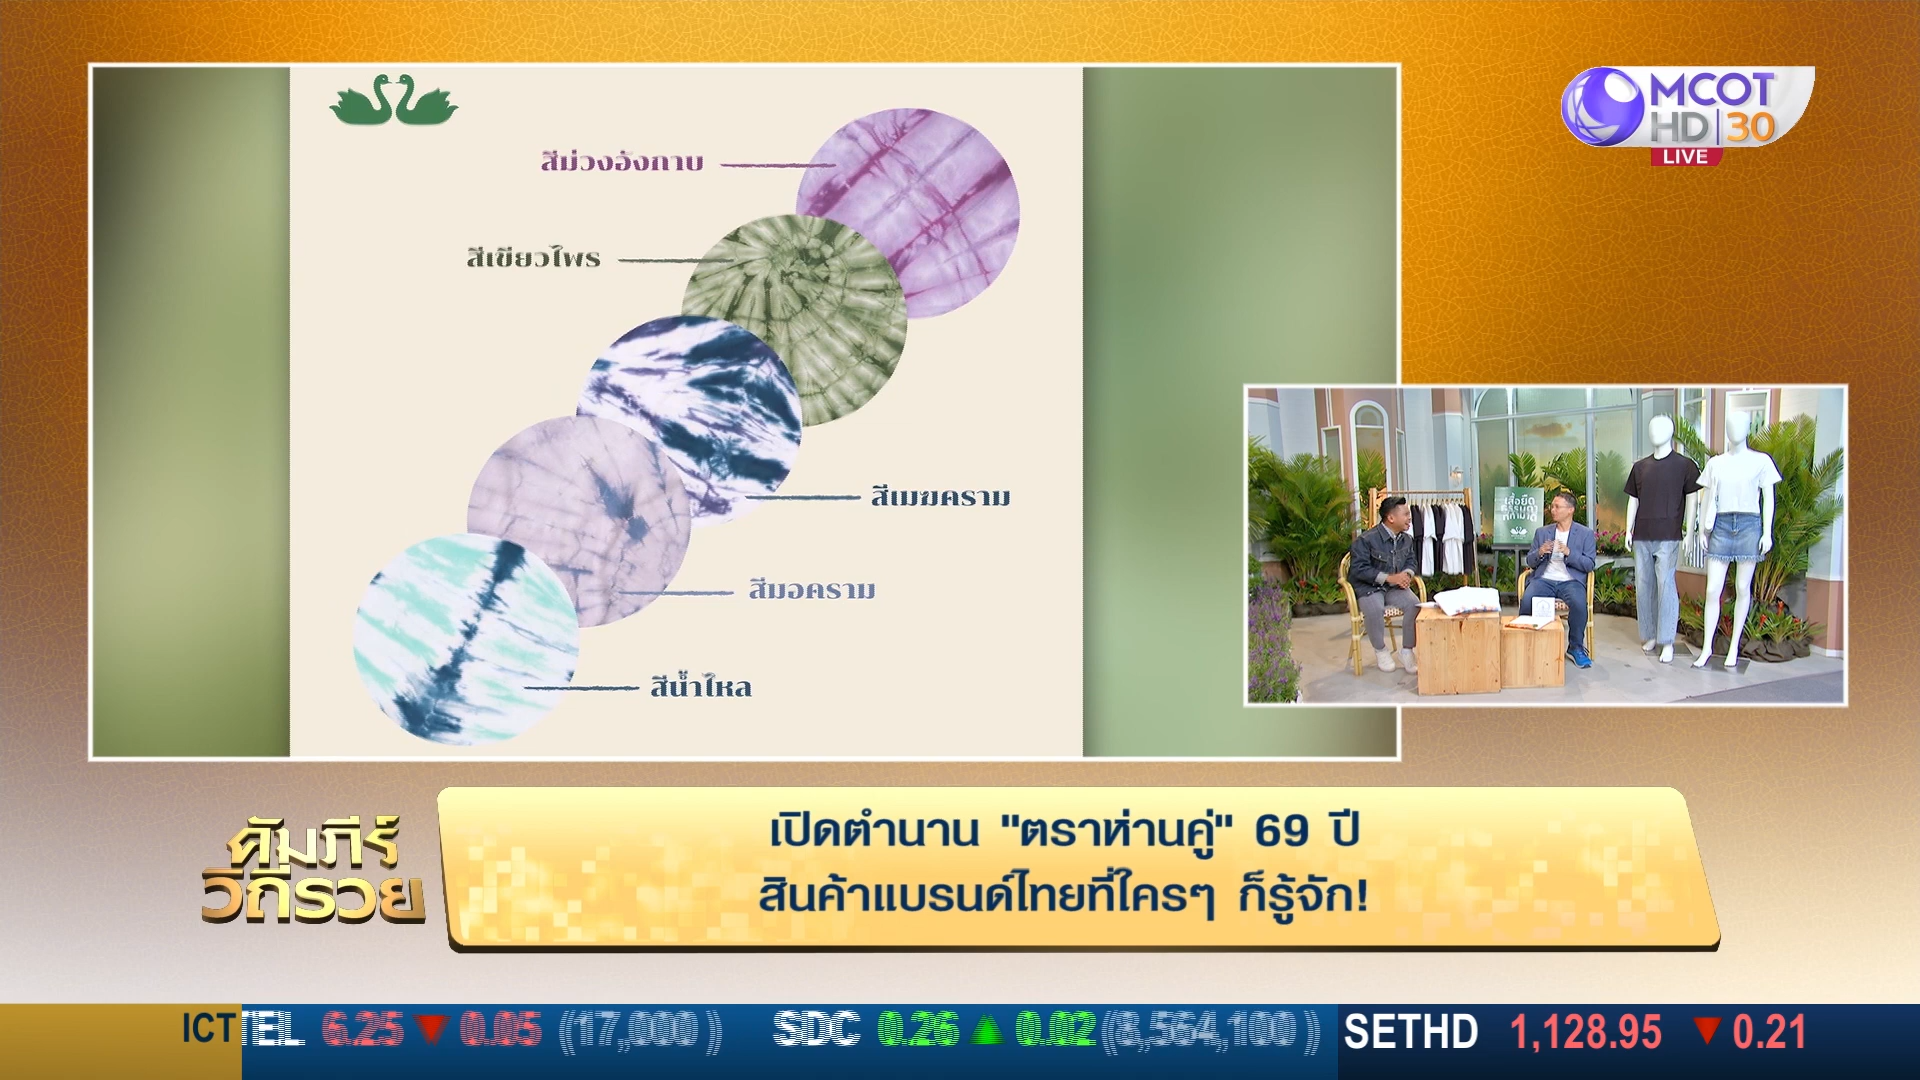 MCOT
HD 30
LIVE
สีม่วงอังกาบ
สีเขียวไพร
สีเมฆคราม
สีมอคราม
สีน้ำไหล
เสื้อยืด
คัมภีร์
วิถีรวย
เปิดตำนาน "ตราห่านคู่" 69 ปี
สินค้าแบรนด์ไทยที่ใครๆ ก็รู้จัก!
ICT TEL 6.25 ▼ 0.05 (17,000) SDC 0.26 ▲ 0.02 (8,564,100) SETHD 1,128.95 ▼ 0.21